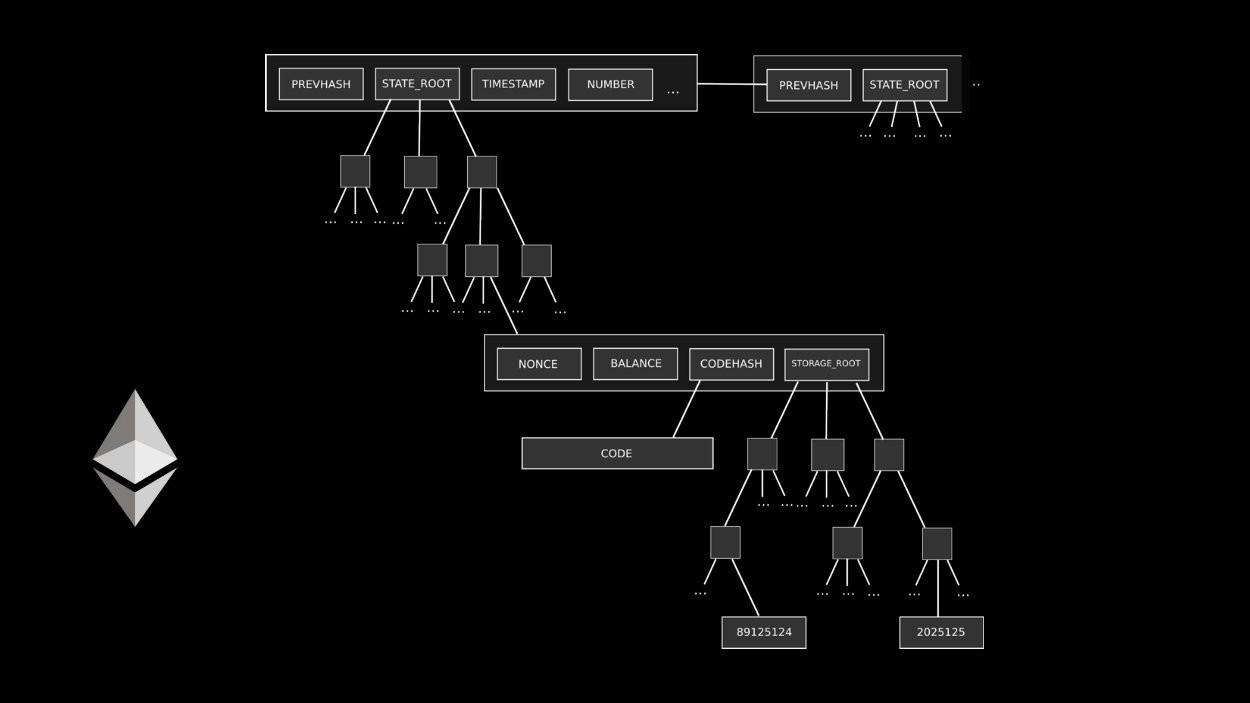 PREVHASH STATE_ROOT TIMESTAMP NUMBER ... PREVHASH STATE_ROOT ..
... ... ... ...
... ... ... ... ...
... ... ... ... ... ...
NONCE BALANCE CODEHASH STORAGE_ROOT
CODE
... ... ... ... ...
... ... ... ... ... ...
89125124 2025125